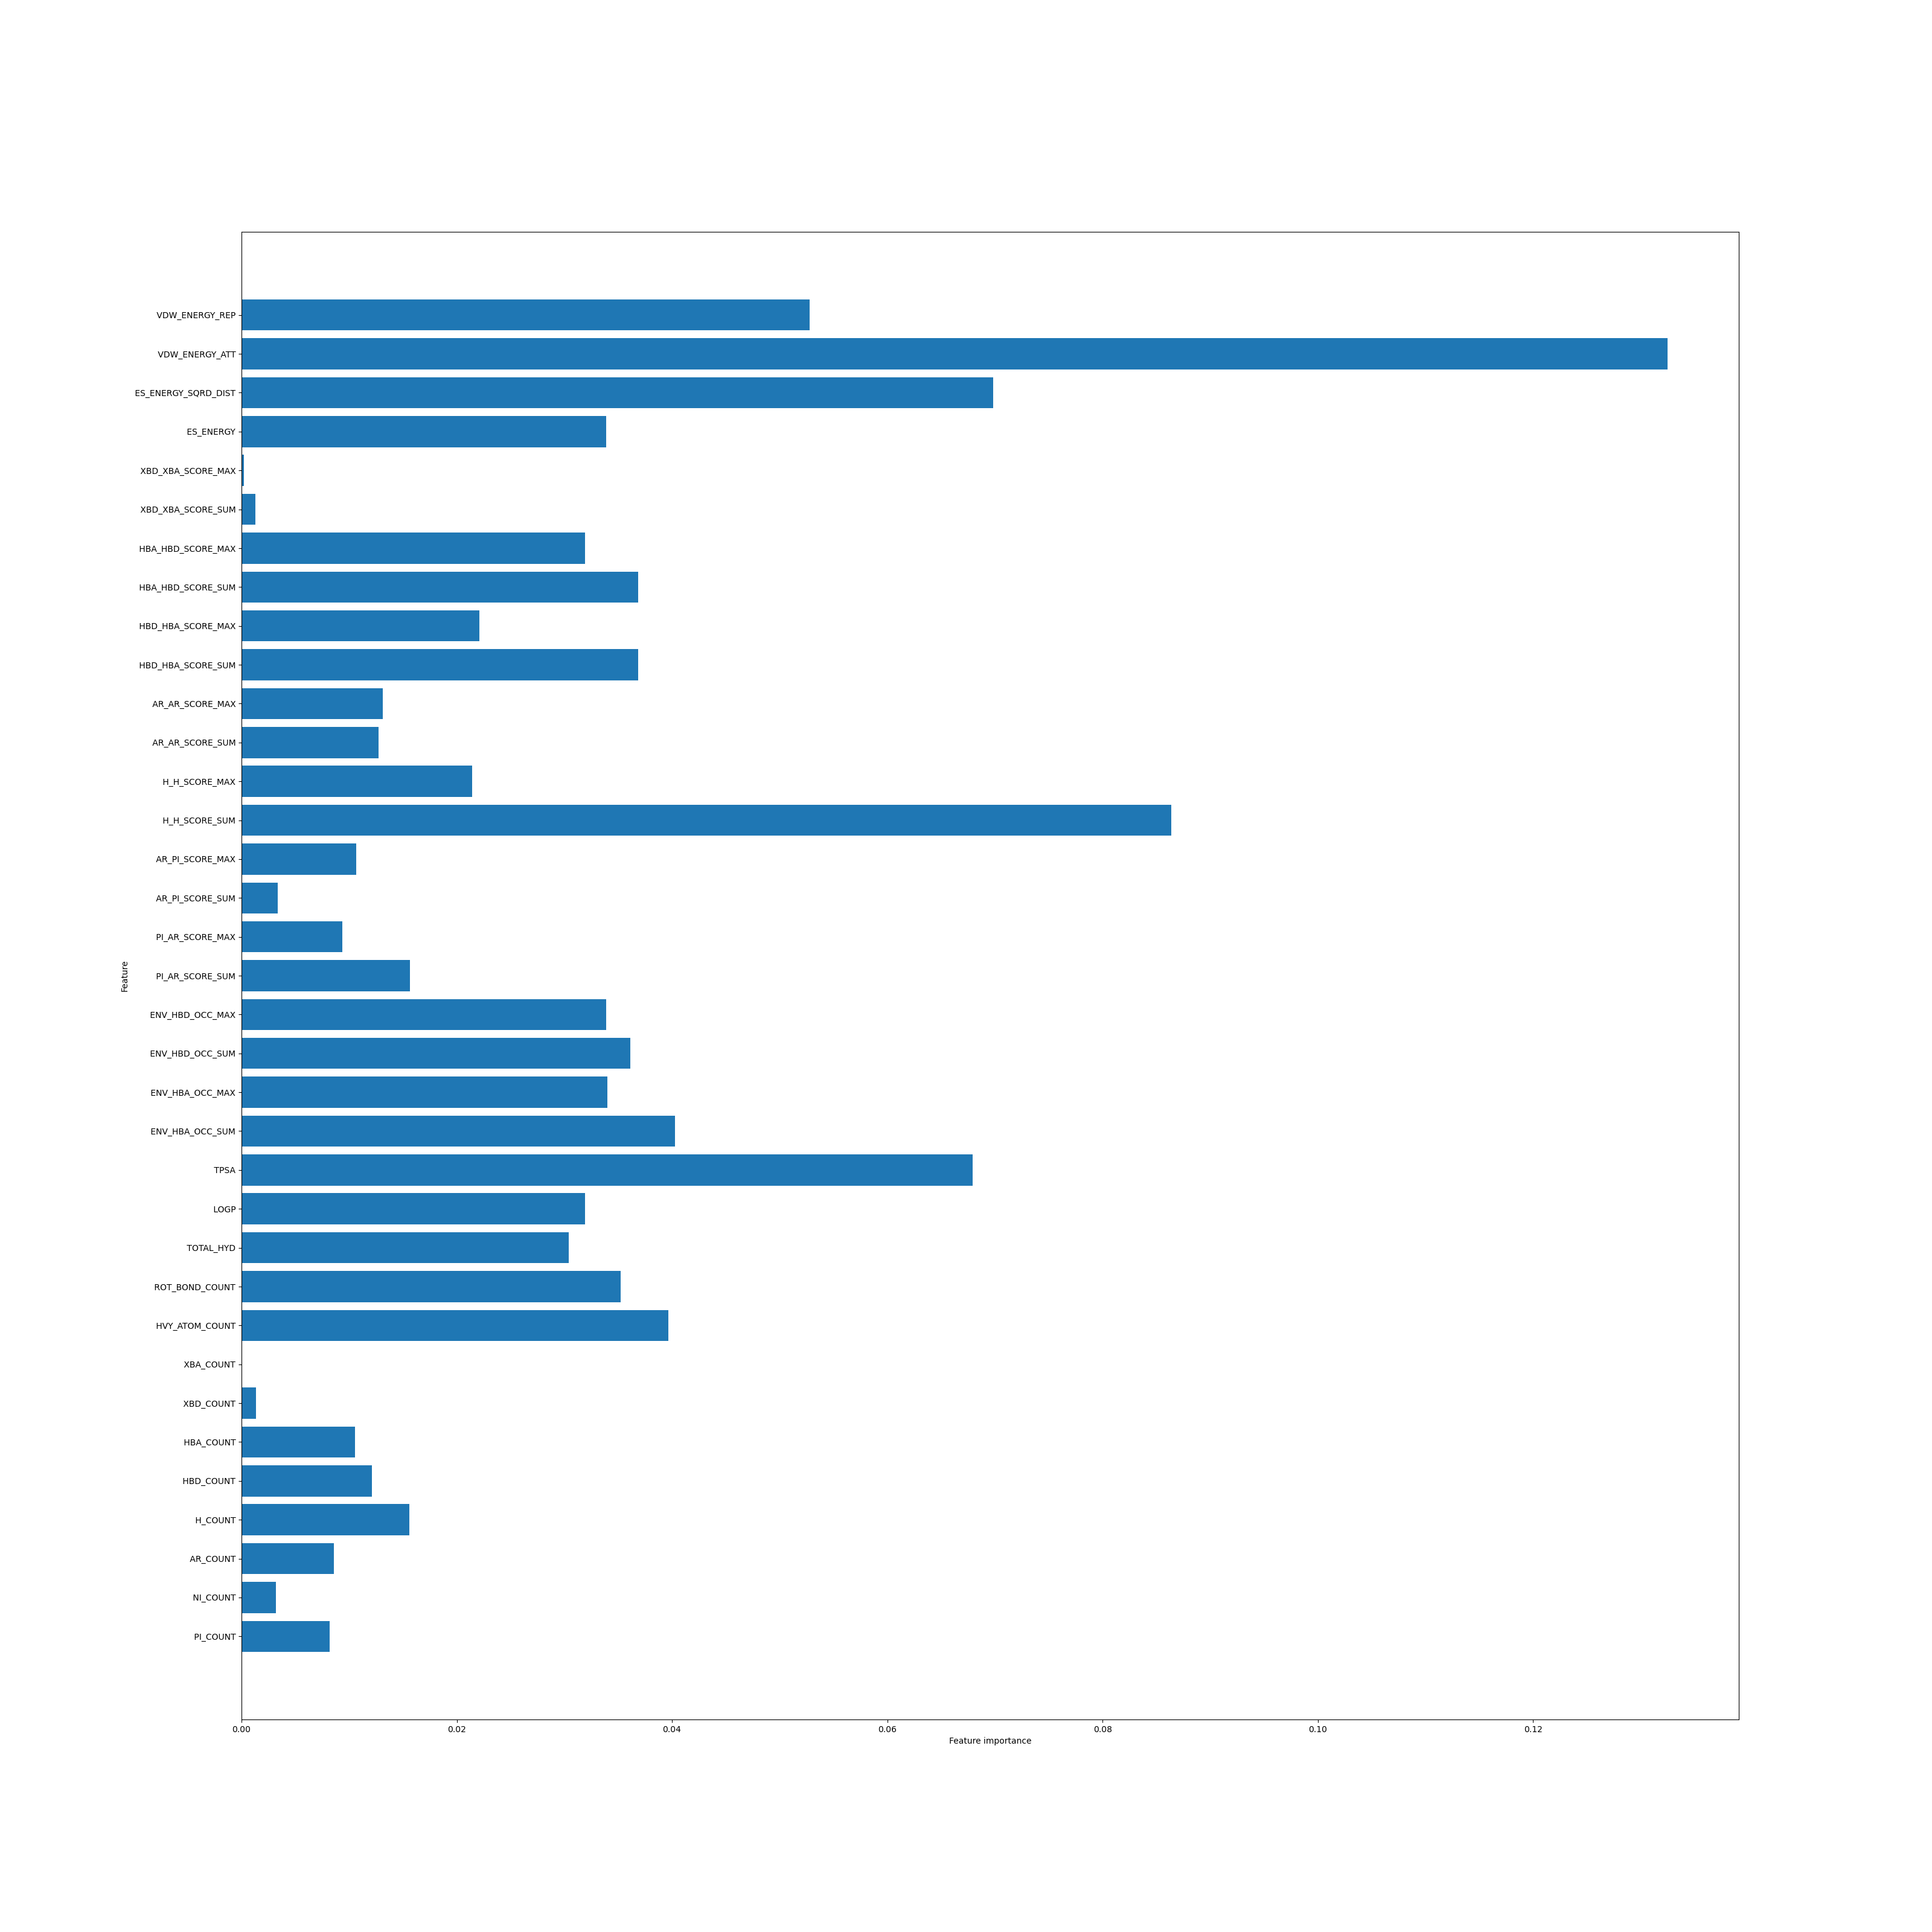 VDW_ENERGY_REP
VDW_ENERGY_ATT
ES_ENERGY_SQRD_DIST
ES_ENERGY
XBD_XBA_SCORE_MAX
XBD_XBA_SCORE_SUM
HBA_HBD_SCORE_MAX
HBA_HBD_SCORE_SUM
HBD_HBA_SCORE_MAX
HBD_HBA_SCORE_SUM
AR_AR_SCORE_MAX
AR_AR_SCORE_SUM
H_H_SCORE_MAX
H_H_SCORE_SUM
AR_PI_SCORE_MAX
AR_PI_SCORE_SUM
PI_AR_SCORE_MAX
PI_AR_SCORE_SUM
ENV_HBD_OCC_MAX
ENV_HBD_OCC_SUM
ENV_HBA_OCC_MAX
ENV_HBA_OCC_SUM
TPSA
LOGP
TOTAL_HYD
ROT_BOND_COUNT
HVY_ATOM_COUNT
XBA_COUNT
XBD_COUNT
HBA_COUNT
HBD_COUNT
H_COUNT
AR_COUNT
NI_COUNT
PI_COUNT
Feature
0.00 0.02 0.04 0.06 0.08 0.10 0.12
Feature importance